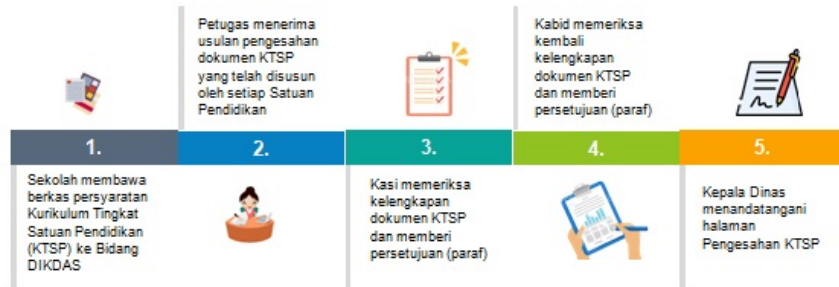 1.
Sekolah membawa
berkas persyaratan
Kurikulum Tingkat
Satuan Pendidikan
(KTSP) ke Bidang
DIKDAS
Petugas menerima
usulan pengesahan
dokumen KTSP
yang telah disusun
oleh setiap Satuan
Pendidikan
2.
3.
Kasi memeriksa
kelengkapan
dokumen KTSP
dan memberi
persetujuan (paraf)
Kabid memeriksa
kembali
kelengkapan
dokumen KTSP
dan memberi
persetujuan (paraf)
4.
5.
Kepala Dinas
menandatangani
halaman
Pengesahan KTSP